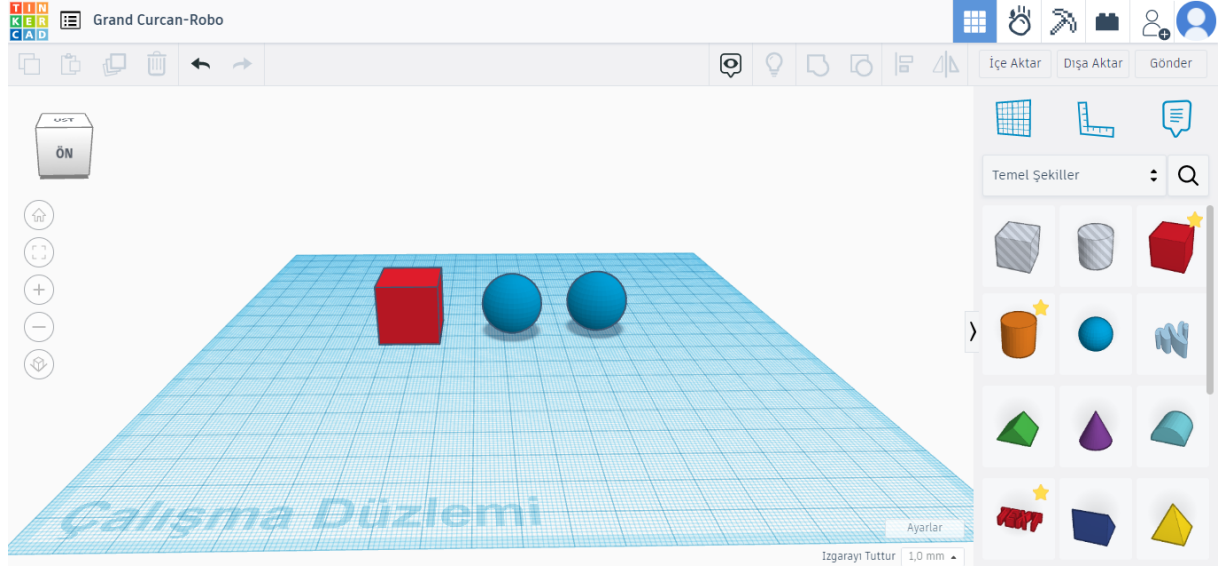 TIN
KER
CAD
Grand Curcan-Robo
İçe Aktar
Dışa Aktar
Gönder
ÜST
ÖN
Temel Şekiller
TEXT
Çalışma Düzlemi
Ayarlar
Izgarayı Tuttur 1,0 mm